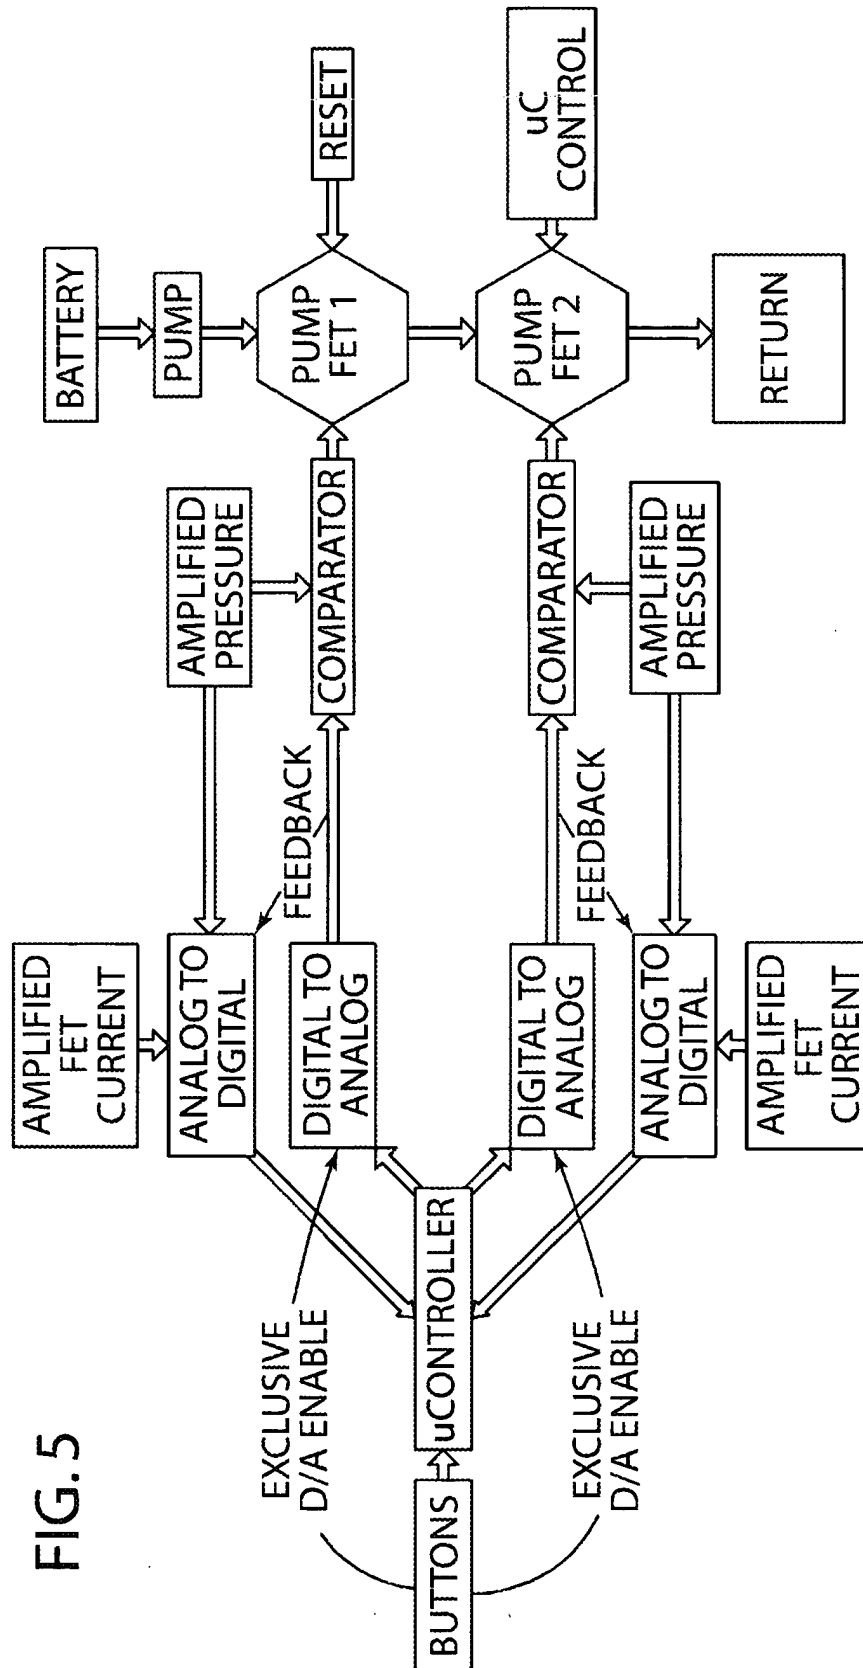 FIG. 5
AMPLIFIED
FET
CURRENT
BATTERY
PUMP
AMPLIFIED
PRESSURE
ANALOG TO
DIGITAL
FEEDBACK
RESET
PUMP
FET 1
COMPARATOR
DIGITAL TO
ANALOG
EXCLUSIVE
D/A ENABLE
BUTTONS
uCONTROLLER
EXCLUSIVE
D/A ENABLE
DIGITAL TO
ANALOG
COMPARATOR
PUMP
FET 2
uC
CONTROL
FEEDBACK
ANALOG TO
DIGITAL
AMPLIFIED
PRESSURE
RETURN
AMPLIFIED
FET
CURRENT